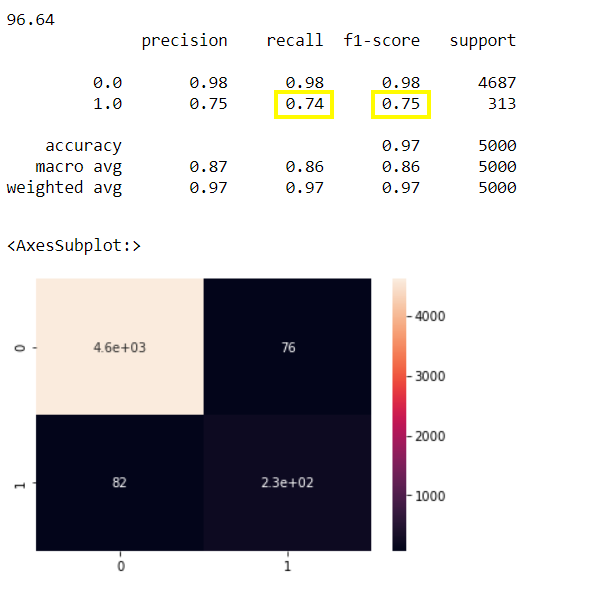 96.64
precision recall f1-score support
0.0 0.98 0.98 0.98 4687
1.0 0.75 0.74 0.75 313
accuracy 0.97 5000
macro avg 0.87 0.86 0.86 5000
weighted avg 0.97 0.97 0.97 5000
<AxesSubplot:>
4000
0 4.6e+03 76
3000
2000
1 82 2.3e+02
1000
0 1